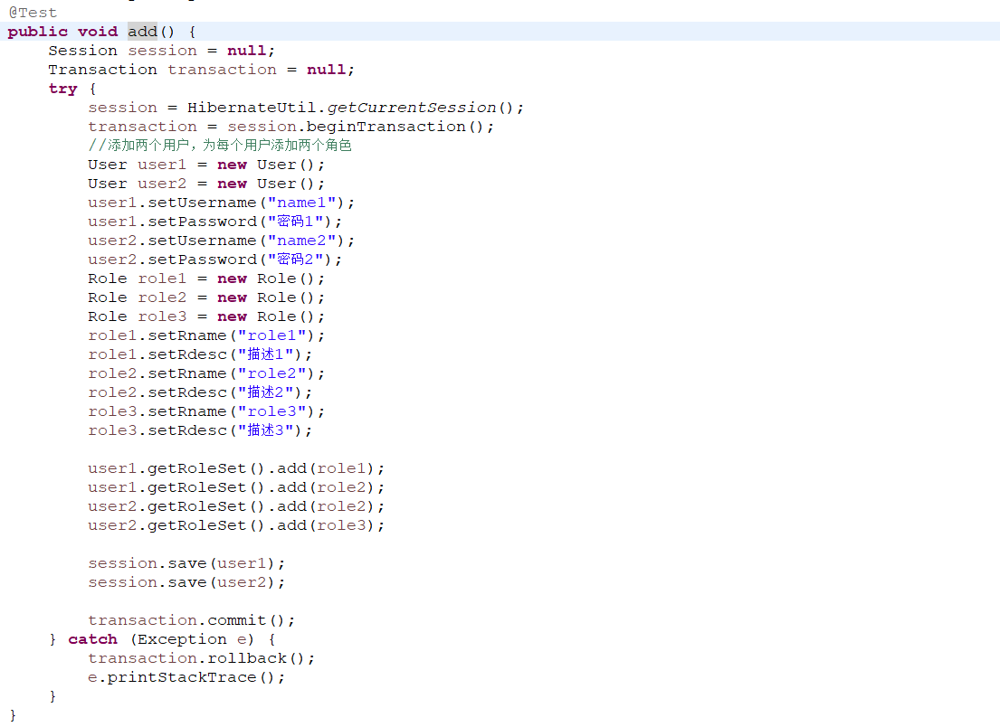 @Test
public void add() {
    Session session = null;
    Transaction transaction = null;
    try {
        session = HibernateUtil.getCurrentSession();
        transaction = session.beginTransaction();
        //添加两个用户，为每个用户添加两个角色
        User user1 = new User();
        User user2 = new User();
        user1.setUsername("name1");
        user1.setPassword("密码1");
        user2.setUsername("name2");
        user2.setPassword("密码2");
        Role role1 = new Role();
        Role role2 = new Role();
        Role role3 = new Role();
        role1.setRname("role1");
        role1.setRdesc("描述1");
        role2.setRname("role2");
        role2.setRdesc("描述2");
        role3.setRname("role3");
        role3.setRdesc("描述3");

        user1.getRoleSet().add(role1);
        user1.getRoleSet().add(role2);
        user2.getRoleSet().add(role2);
        user2.getRoleSet().add(role3);

        session.save(user1);
        session.save(user2);

        transaction.commit();
    } catch (Exception e) {
        transaction.rollback();
        e.printStackTrace();
    }
}